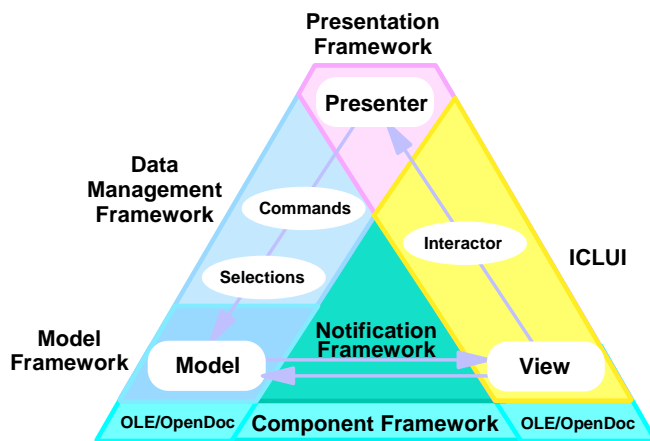 Presentation
Framework
Presenter
Data
Management
Framework
Commands
Interactor
ICLUI
Selections
Model
Framework
Notification
Framework
Model
View
OLE/OpenDoc
Component Framework
OLE/OpenDoc